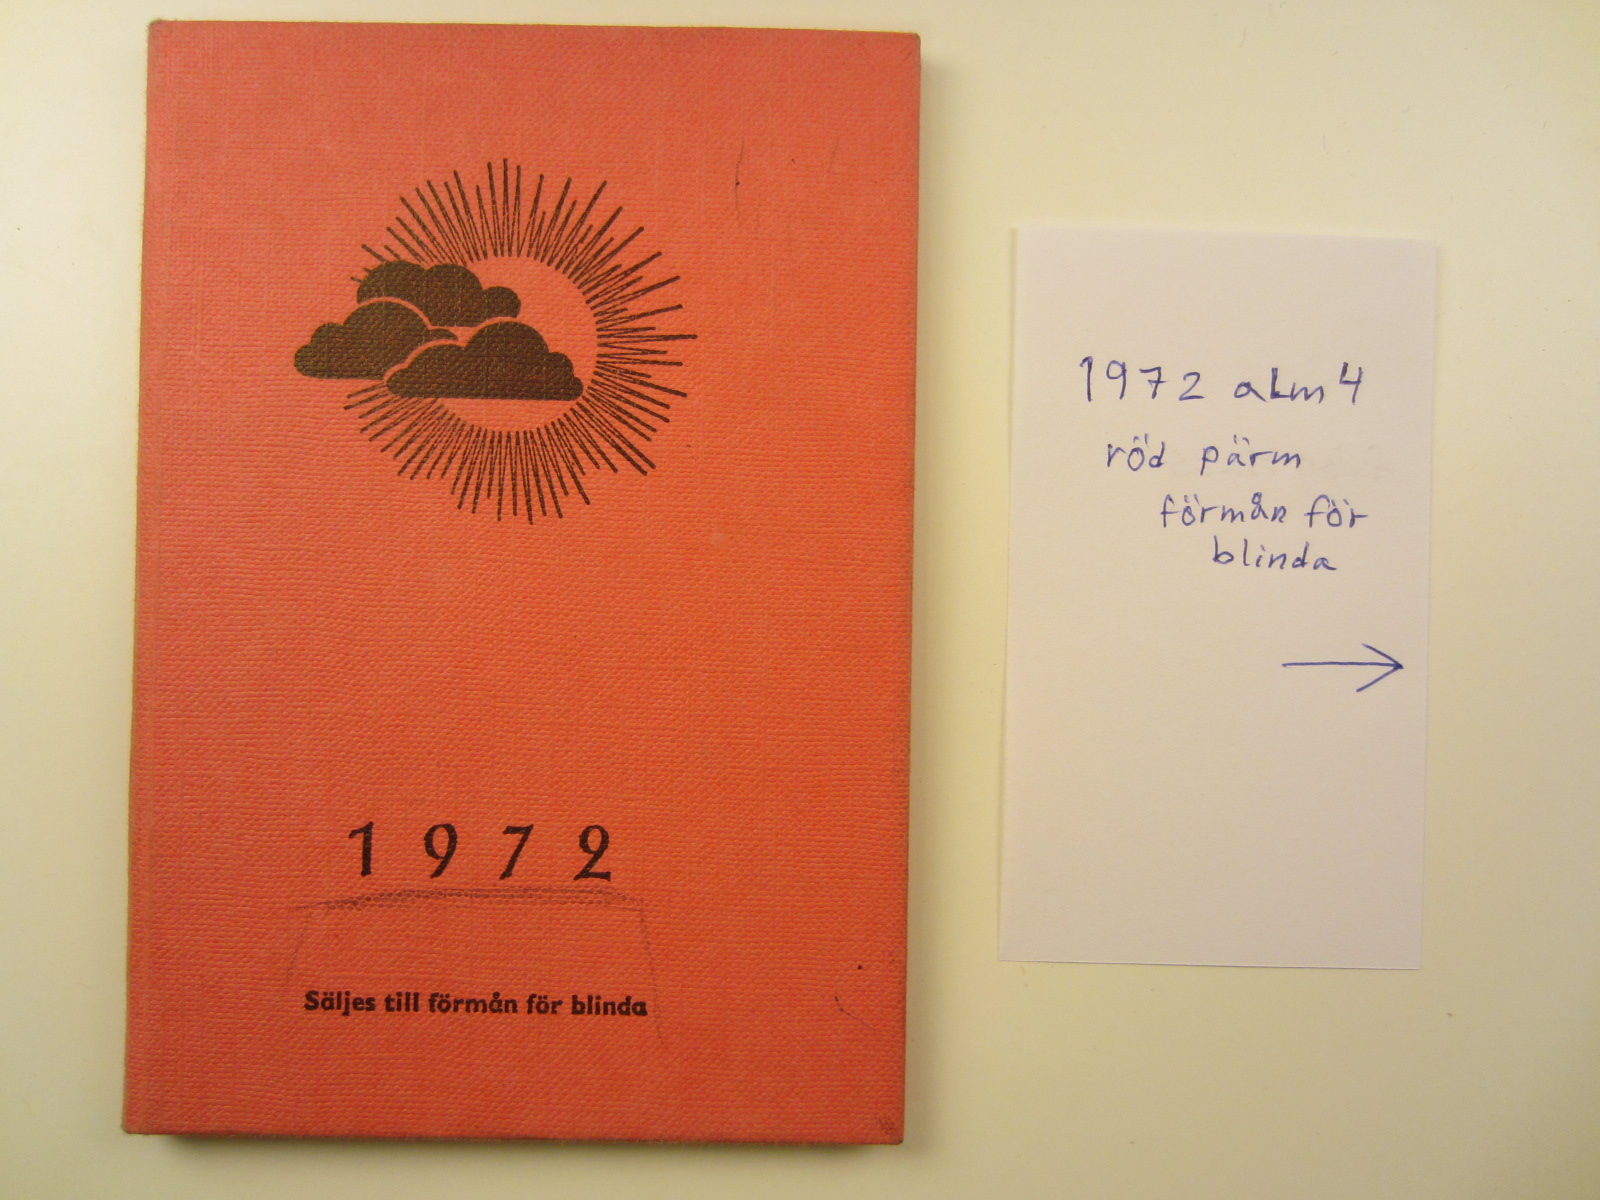 1972
Säljes till förmån för blinda
1972 alm 4
röd pärm
förmån för
blinda